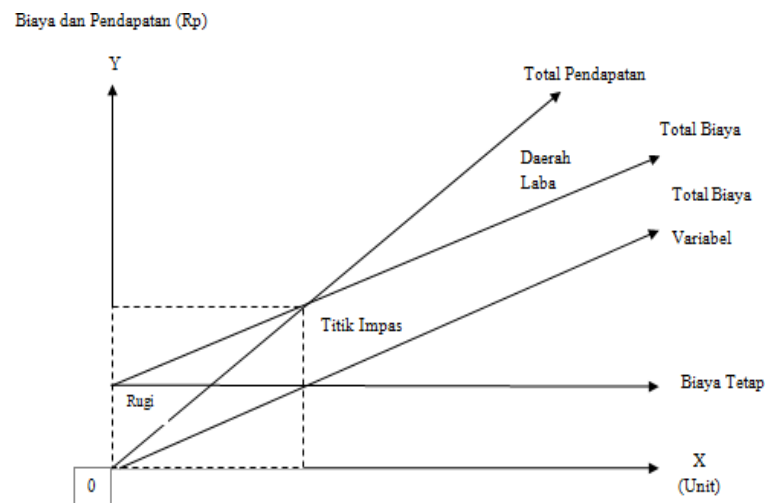 Biaya dan Pendapatan (Rp)
Y
Total Pendapatan
Total Biaya
Daerah
Laba
Total Biaya
Variabel
Titik Impas
Biaya Tetap
Rugi
X
(Unit)
0